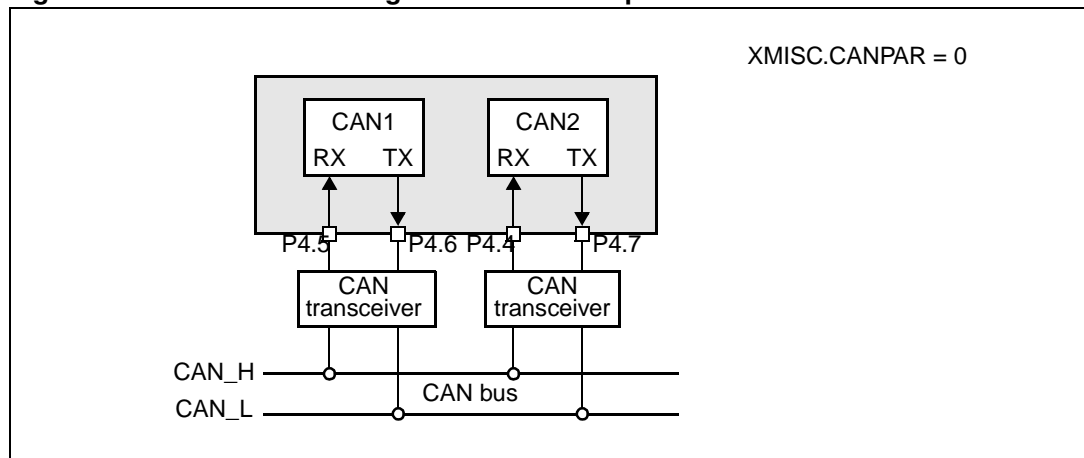 XMISC.CANPAR = 0
CAN1 CAN2
RX TX RX TX
P4.5 P4.6 P4.4 P4.7
CAN CAN
transceiver transceiver
CAN_H
CAN bus
CAN_L